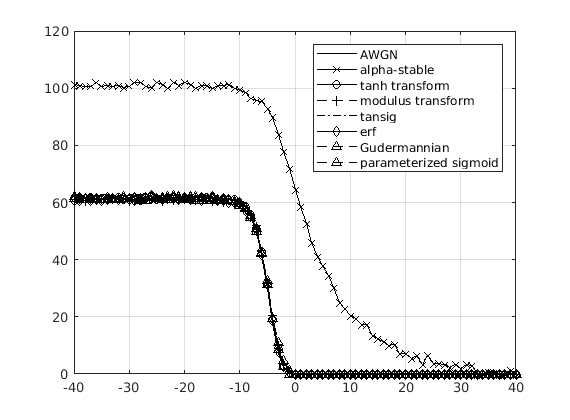 120
100
80
60
40
20
0
-40 -30 -20 -10 0 10 20 30 40
AWGN
alpha-stable
tanh transform
modulus transform
tansig
erf
Gudermannian
parameterized sigmoid